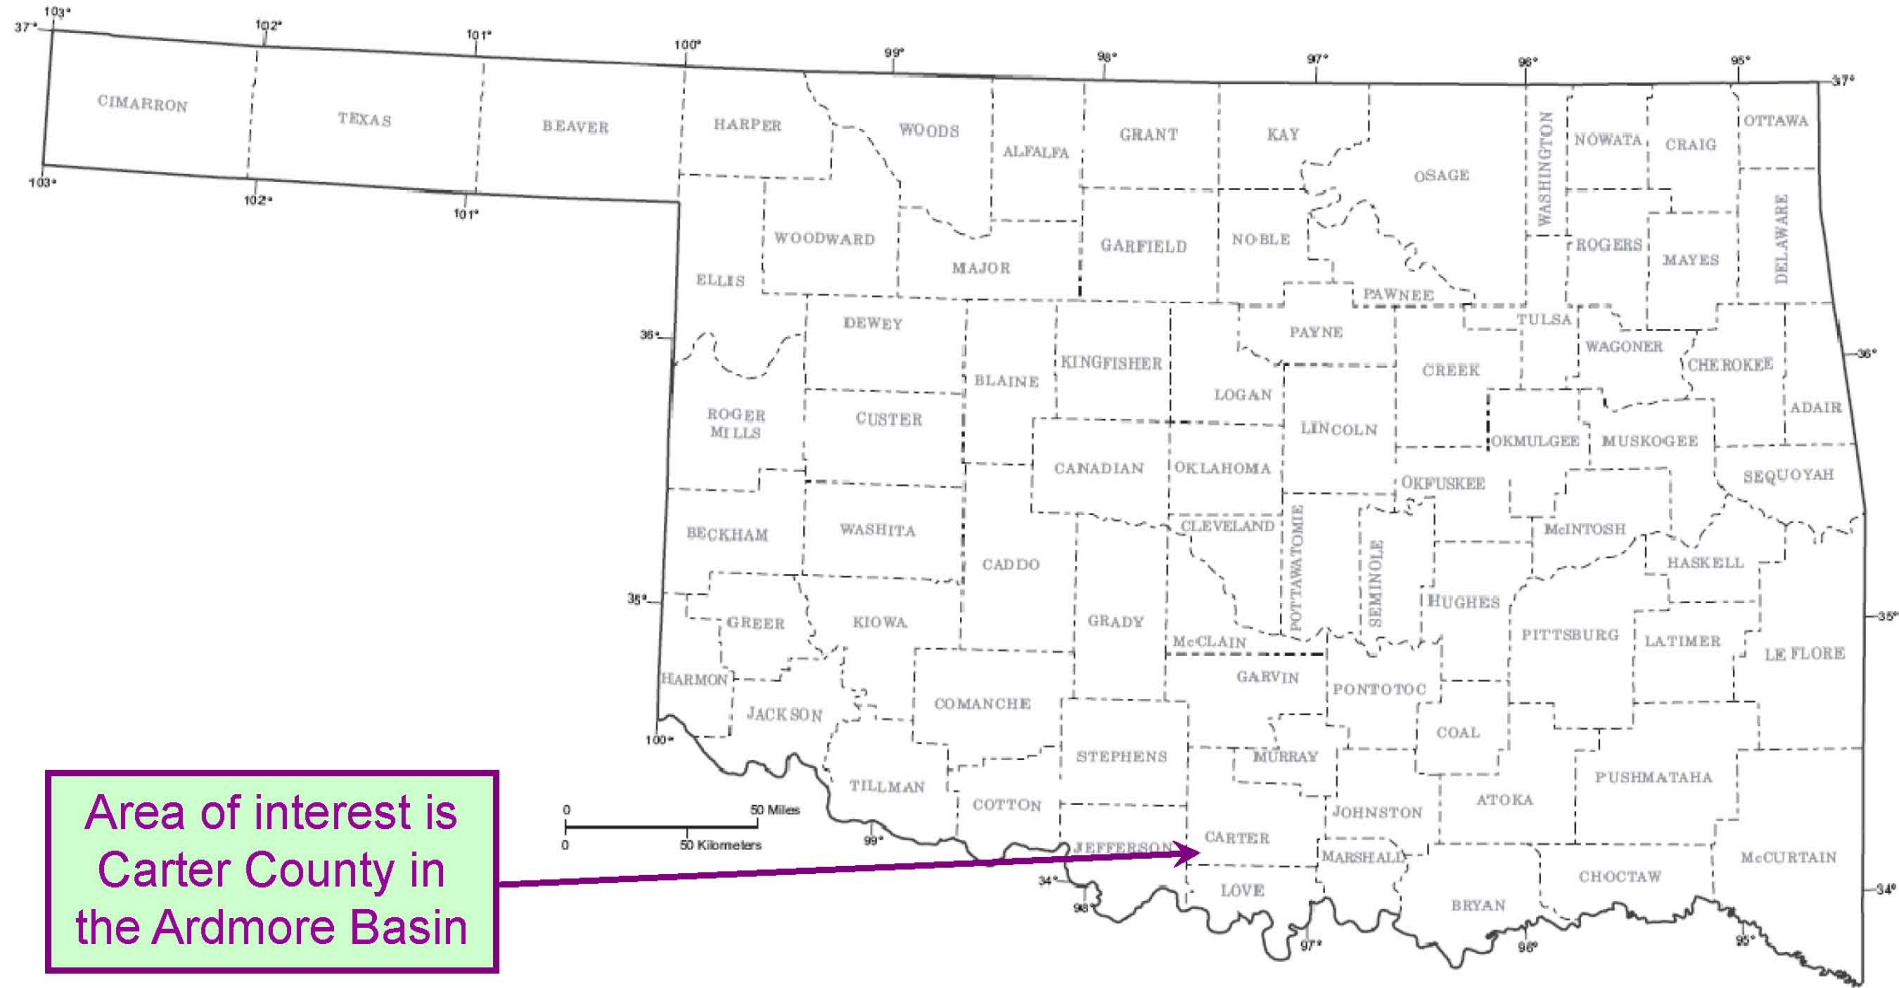 103°
37°
102°
101°
100°
99°
98°
97°
96°
95°
37°
CIMARRON
TEXAS
BEAVER
HARPER
WOODS
ALFALFA
GRANT
KAY
OSAGE
WASHINGTON
NOWATA
CRAIG
OTTAWA
103°
102°
101°
WOODWARD
ELLIS
MAJOR
GARFIELD
NOBLE
PAWNEE
ROGERS
MAYES
DELAWARE
36°
DEWEY
BLAINE
KINGFISHER
LOGAN
PAYNE
CREEK
TULSA
WAGONER
CHEROKEE
ADAIR
36°
ROGER
MILLS
CUSTER
CANADIAN
OKLAHOMA
LINCOLN
OKMULGEE
MUSKOGEE
SEQUOYAH
OKFUSKEE
BECKHAM
WASHITA
CADDO
CLEVELAND
POTTAWATOMIE
SEMINOLE
McINTOSH
HASKELL
35°
GREER
KIOWA
GRADY
McCLAIN
HUGHES
PITTSBURG
LATIMER
LE FLORE
35°
HARMON
JACKSON
COMANCHE
GARVIN
PONTOTOC
COAL
100°
TILLMAN
STEPHENS
MURRAY
JOHNSTON
ATOKA
PUSHMATAHA
COTTON
JEFFERSON
CARTER
MARSHALL
LOVE
BRYAN
CHOCTAW
McCURTAIN
0 50 Miles
0 50 Kilometers
99°
34°
98°
97°
96°
95°
34°
Area of interest is
Carter County in
the Ardmore Basin